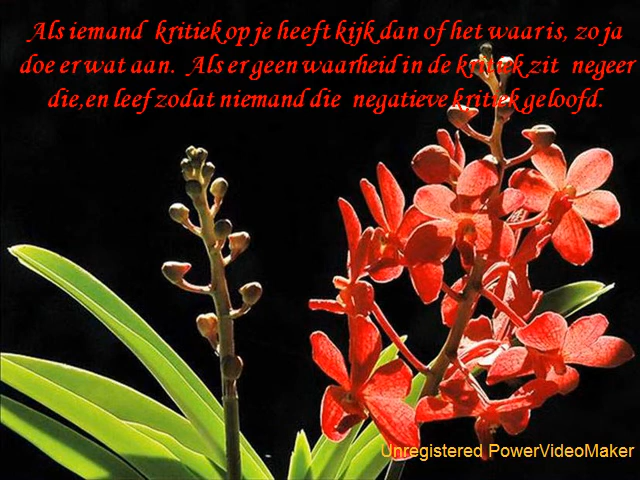 Als iemand kritiek op je heeft kijk dan of het waar is, zo ja
doe er wat aan. Als er geen waarheid in de kritiek zit negeer
die,en leef zodat niemand die negatieve kritiek geloofd.
Unregistered PowerVideoMaker